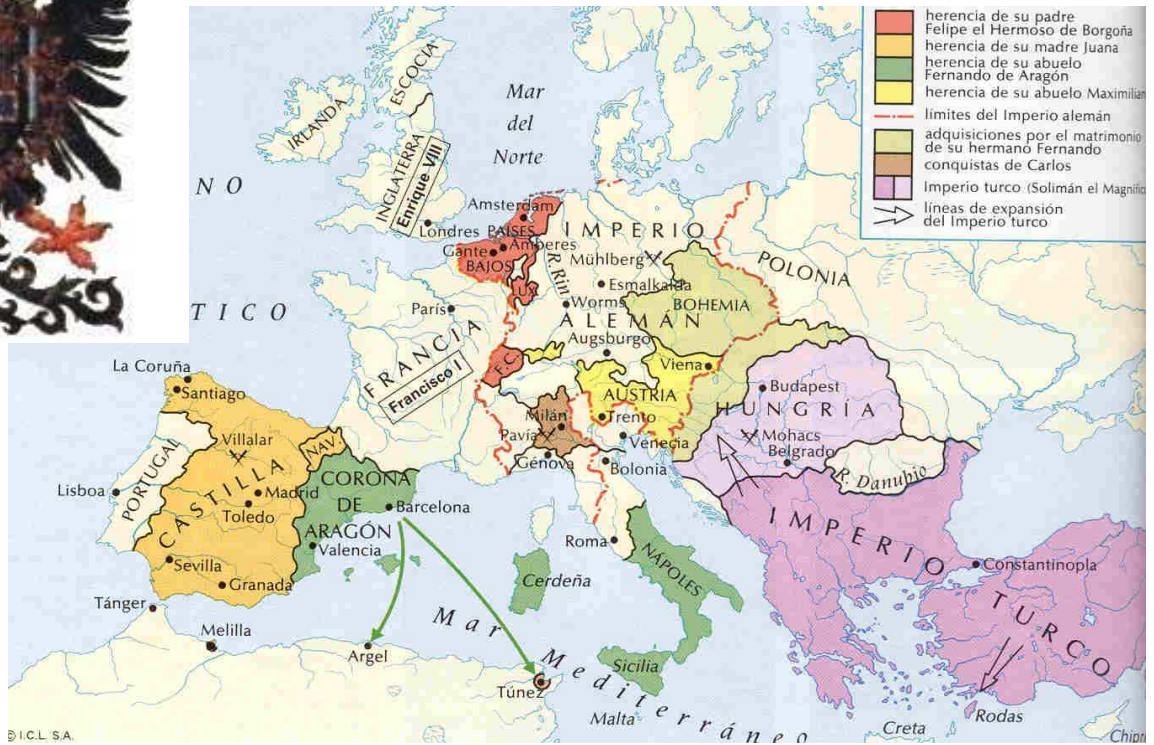 herencia de su padre
Felipe el Hermoso de Borgoña
herencia de su madre Juana
herencia de su abuelo
Fernando de Aragón
herencia de su abuelo
límites del Imperio alemán
adquisiciones por el matrimonio
de su hermano Fernando
conquistas de Carlos
Imperio turco (Solimán el
líneas de expansión
del Imperio turco
ESCOCIA
IRLANDA
INGLATERRA
Enrique VIII
Mar
del
Norte
NO
TICO
Londres
Amsterdam
PAÍSES
Amberes
Gante
BAJOS
R. Rin
IMPERIO
Mühlberg
POLONIA
Esmalkalda
BOHEMIA
Worms
ALEMÁN
Augsburgo
París
FRANCIA
Francisco I
F.C.
Viena
AUSTRIA
Budapest
HUNGRÍA
Milán
Trento
Pavía
Venecia
Mohacs
Belgrado
Génova
Bolonia
R. Danubio
La Coruña
Santiago
PORTUGAL
Villalar
NAV.
CASTILLA
CORONA
DE
ARAGÓN
Madrid
Toledo
Barcelona
Lisboa
Valencia
Sevilla
Granada
Roma
NÁPOLES
IMPERIO
TURCO
Constantinopla
Cerdeña
Tánger
Melilla
Argel
Mar
Mediterráneo
Sicilia
Túnez
Malta
Creta
Rodas
© I.C.L. S.A.